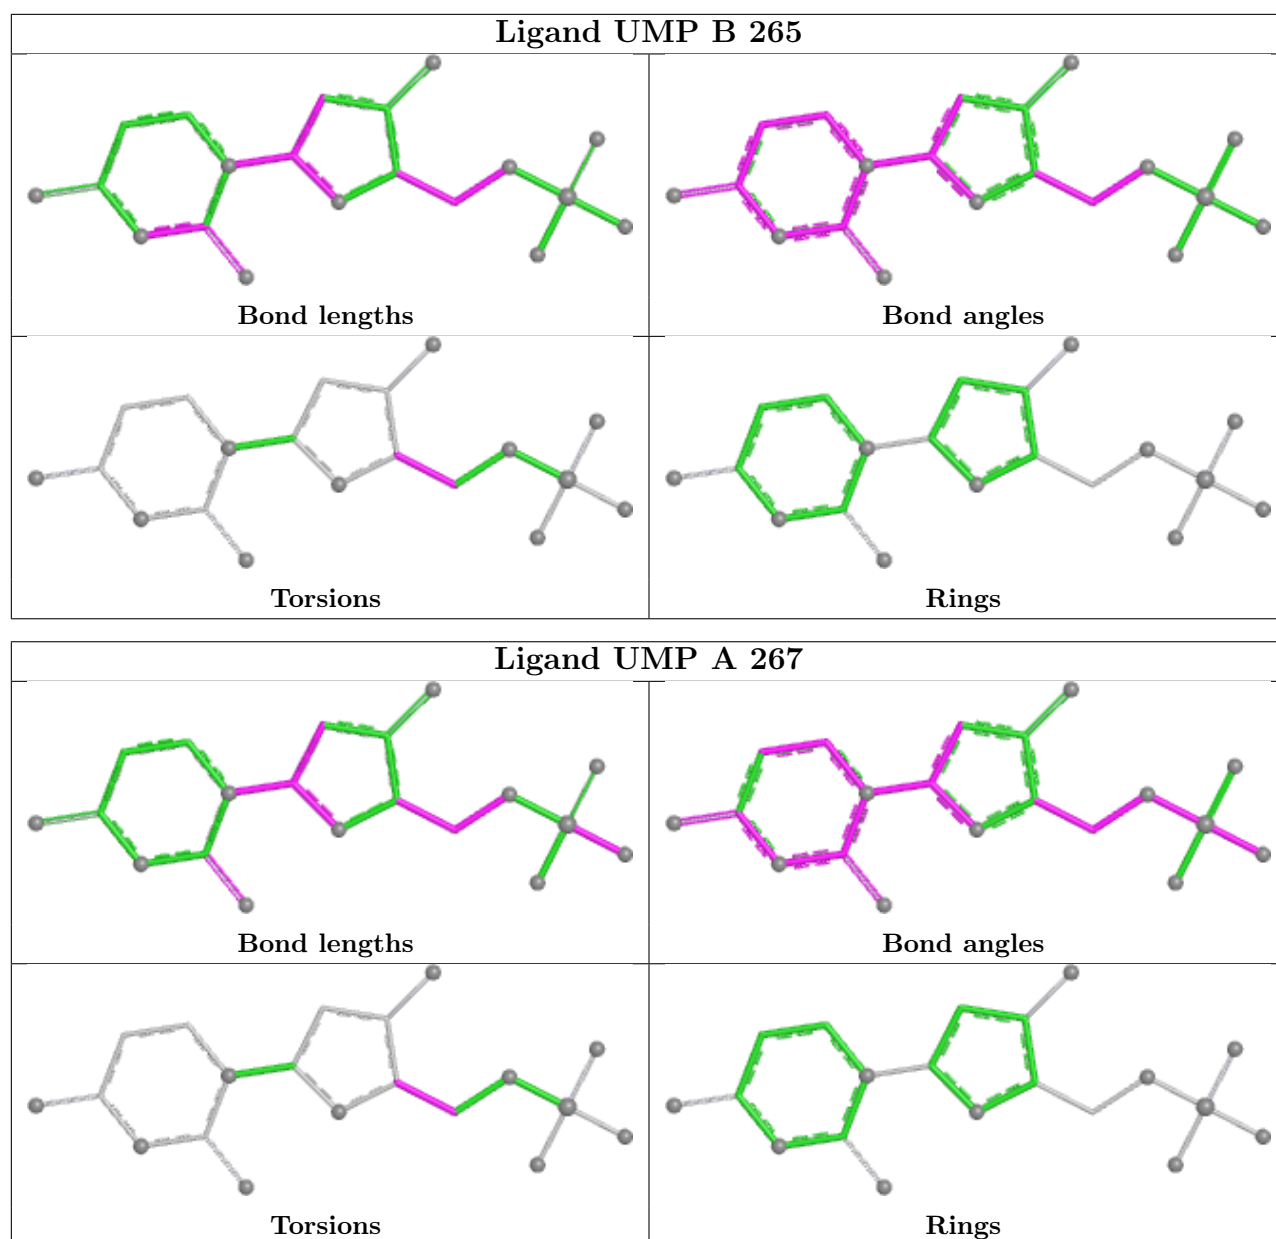 Ligand UMP B 265
Bond lengths
Bond angles
Torsions
Rings
Ligand UMP A 267
Bond lengths
Bond angles
Torsions
Rings